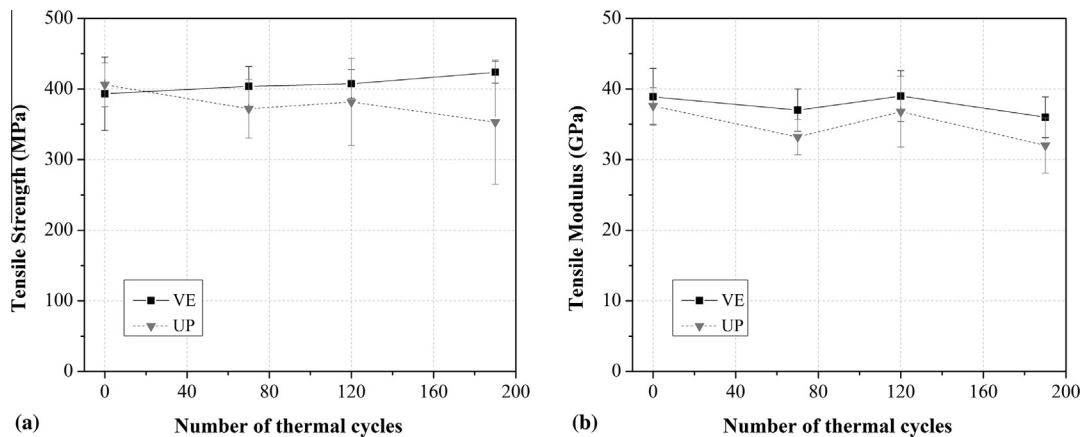 500
400
300
200
100
0
Tensile Strength (MPa)
VE
UP
0 40 80 120 160 200
(a) Number of thermal cycles
50
40
30
20
10
0
Tensile Modulus (GPa)
VE
UP
0 40 80 120 160 200
(b) Number of thermal cycles